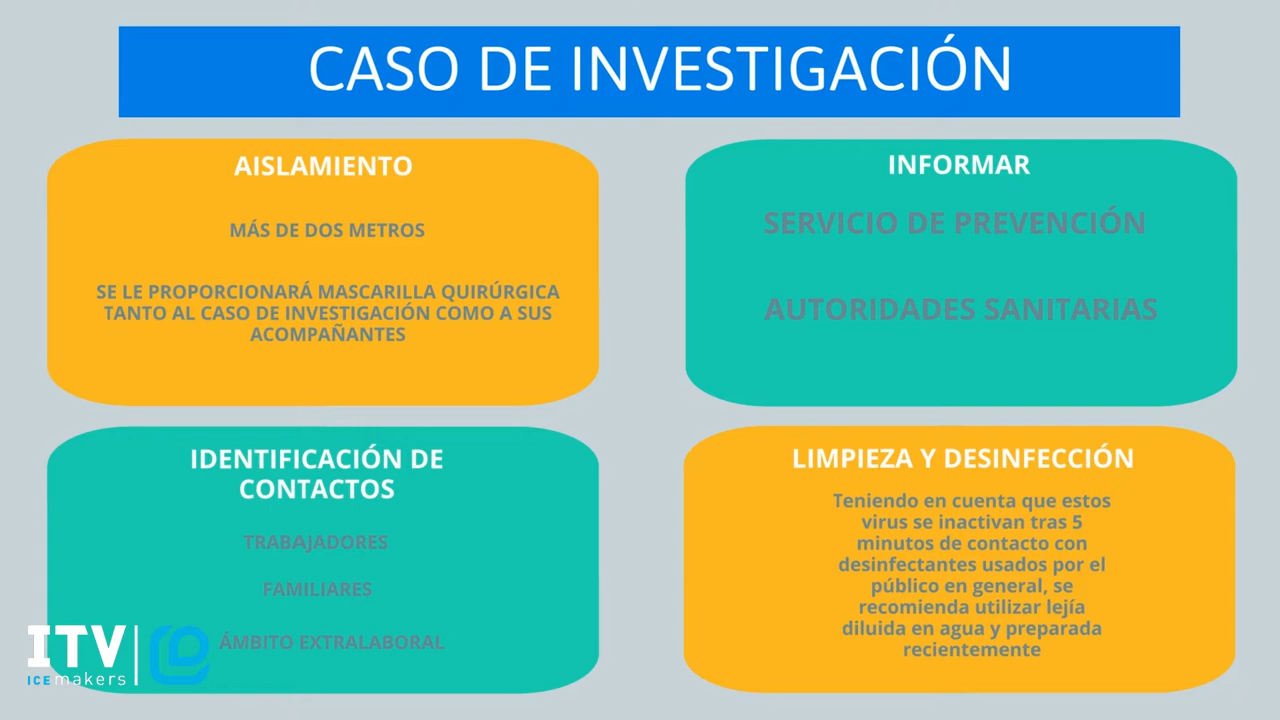 CASO DE INVESTIGACIÓN
AISLAMIENTO
MÁS DE DOS METROS
SE LE PROPORCIONARÁ MASCARILLA QUIRÚRGICA
TANTO AL CASO DE INVESTIGACIÓN COMO A SUS
ACOMPAÑANTES
INFORMAR
SERVICIO DE PREVENCIÓN
AUTORIDADES SANITARIAS
IDENTIFICACIÓN DE
CONTACTOS
TRABAJADORES
FAMILIARES
ÁMBITO EXTRALABORAL
LIMPIEZA Y DESINFECCIÓN
Teniendo en cuenta que estos
virus se inactivan tras 5
minutos de contacto con
desinfectantes usados por el
público en general, se
recomienda utilizar lejía
diluida en agua y preparada
recientemente
ITV
ICEmakers